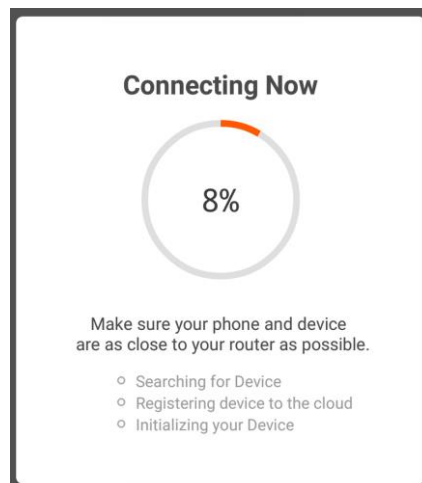 Connecting Now
8%
Make sure your phone and device
are as close to your router as possible.
Searching for Device
Registering device to the cloud
Initializing your Device